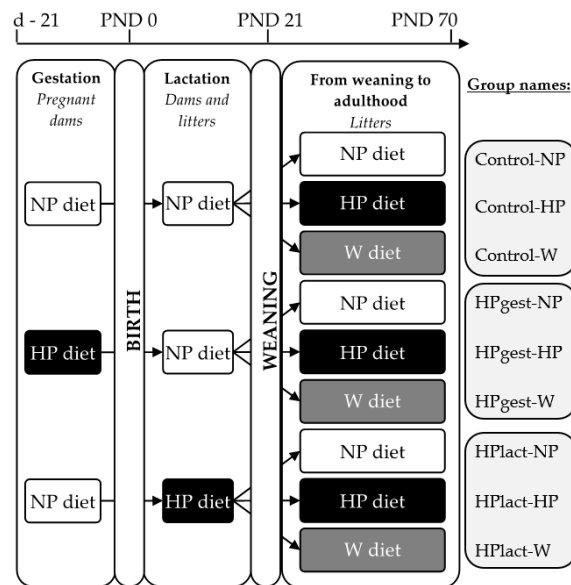 d - 21 PND 0 PND 21 PND 70
Gestation
Pregnant
dams
Lactation
Dams and
litters
From weaning to
adulthood
Litters
Group names:
BIRTH
WEANING
NP diet
NP diet
NP diet
HP diet
W diet
Control-NP
Control-HP
Control-W
HP diet
NP diet
NP diet
HP diet
W diet
HPgest-NP
HPgest-HP
HPgest-W
NP diet
HP diet
NP diet
HP diet
W diet
HPlact-NP
HPlact-HP
HPlact-W